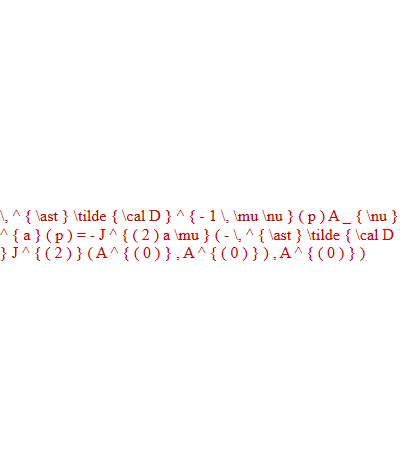 \, ^ { \ast } \tilde { \cal D } ^ { - 1 \, \mu \nu } ( p ) A _ { \nu }
^ { a } ( p ) = - J ^ { ( 2 ) a \mu } ( - \, ^ { \ast } \tilde { \cal D
} J ^ { ( 2 ) } ( A ^ { ( 0 ) } , A ^ { ( 0 ) } ) , A ^ { ( 0 ) } )